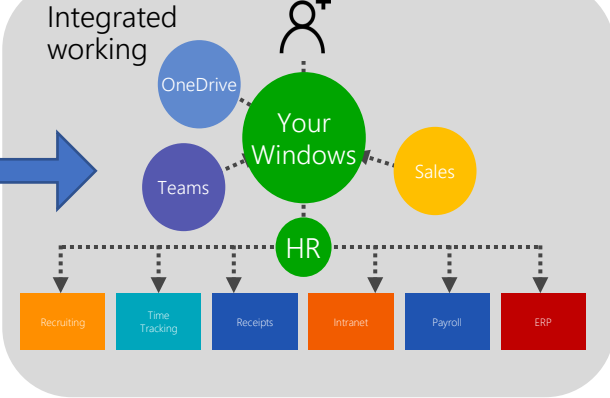 Integrated
working
OneDrive
Your
Windows
Teams
Sales
HR
Recruiting
Time
Tracking
Receipts
Intranet
Payroll
ERP